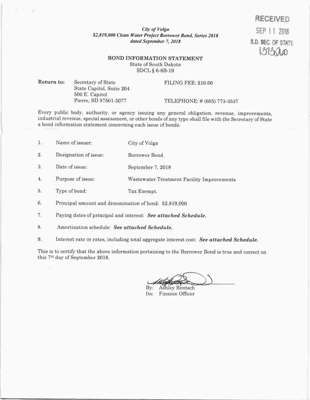 RECEIVED
SEP 11 2018
S.D. SEC. OF STATE
City of Volga
$2,819,000 Clean Water Project Borrower Bond, Series 2018
dated September 7, 2018
BOND INFORMATION STATEMENT
State of South Dakota
SDCL § 6-8B-19
Return to: Secretary of State FILING FEE: $10.00
State Capitol, Suite 204
500 E. Capitol
Pierre, SD 57501-5077 TELEPHONE: # (605) 773-3537
Every public body, authority, or agency issuing any general obligation, revenue, improvements,
industrial revenue, special assessment, or other bonds of any type shall file with the Secretary of State
a bond information statement concerning each issue of bonds.
1. Name of issuer: City of Volga
2. Designation of issue: Borrower Bond.
3. Date of issue: September 7, 2018
4. Purpose of issue: Wastewater Treatment Facility Improvements
5. Type of bond: Tax Exempt.
6. Principal amount and denomination of bond: $2,819,000
7. Paying dates of principal and interest: See attached Schedule.
8. Amortization schedule: See attached Schedule.
9. Interest rate or rates, including total aggregate interest cost: See attached Schedule.
This is to certify that the above information pertaining to the Borrower Bond is true and correct on
this 7th day of September 2018.
By: Ashley Rentsch
Its: Finance Officer